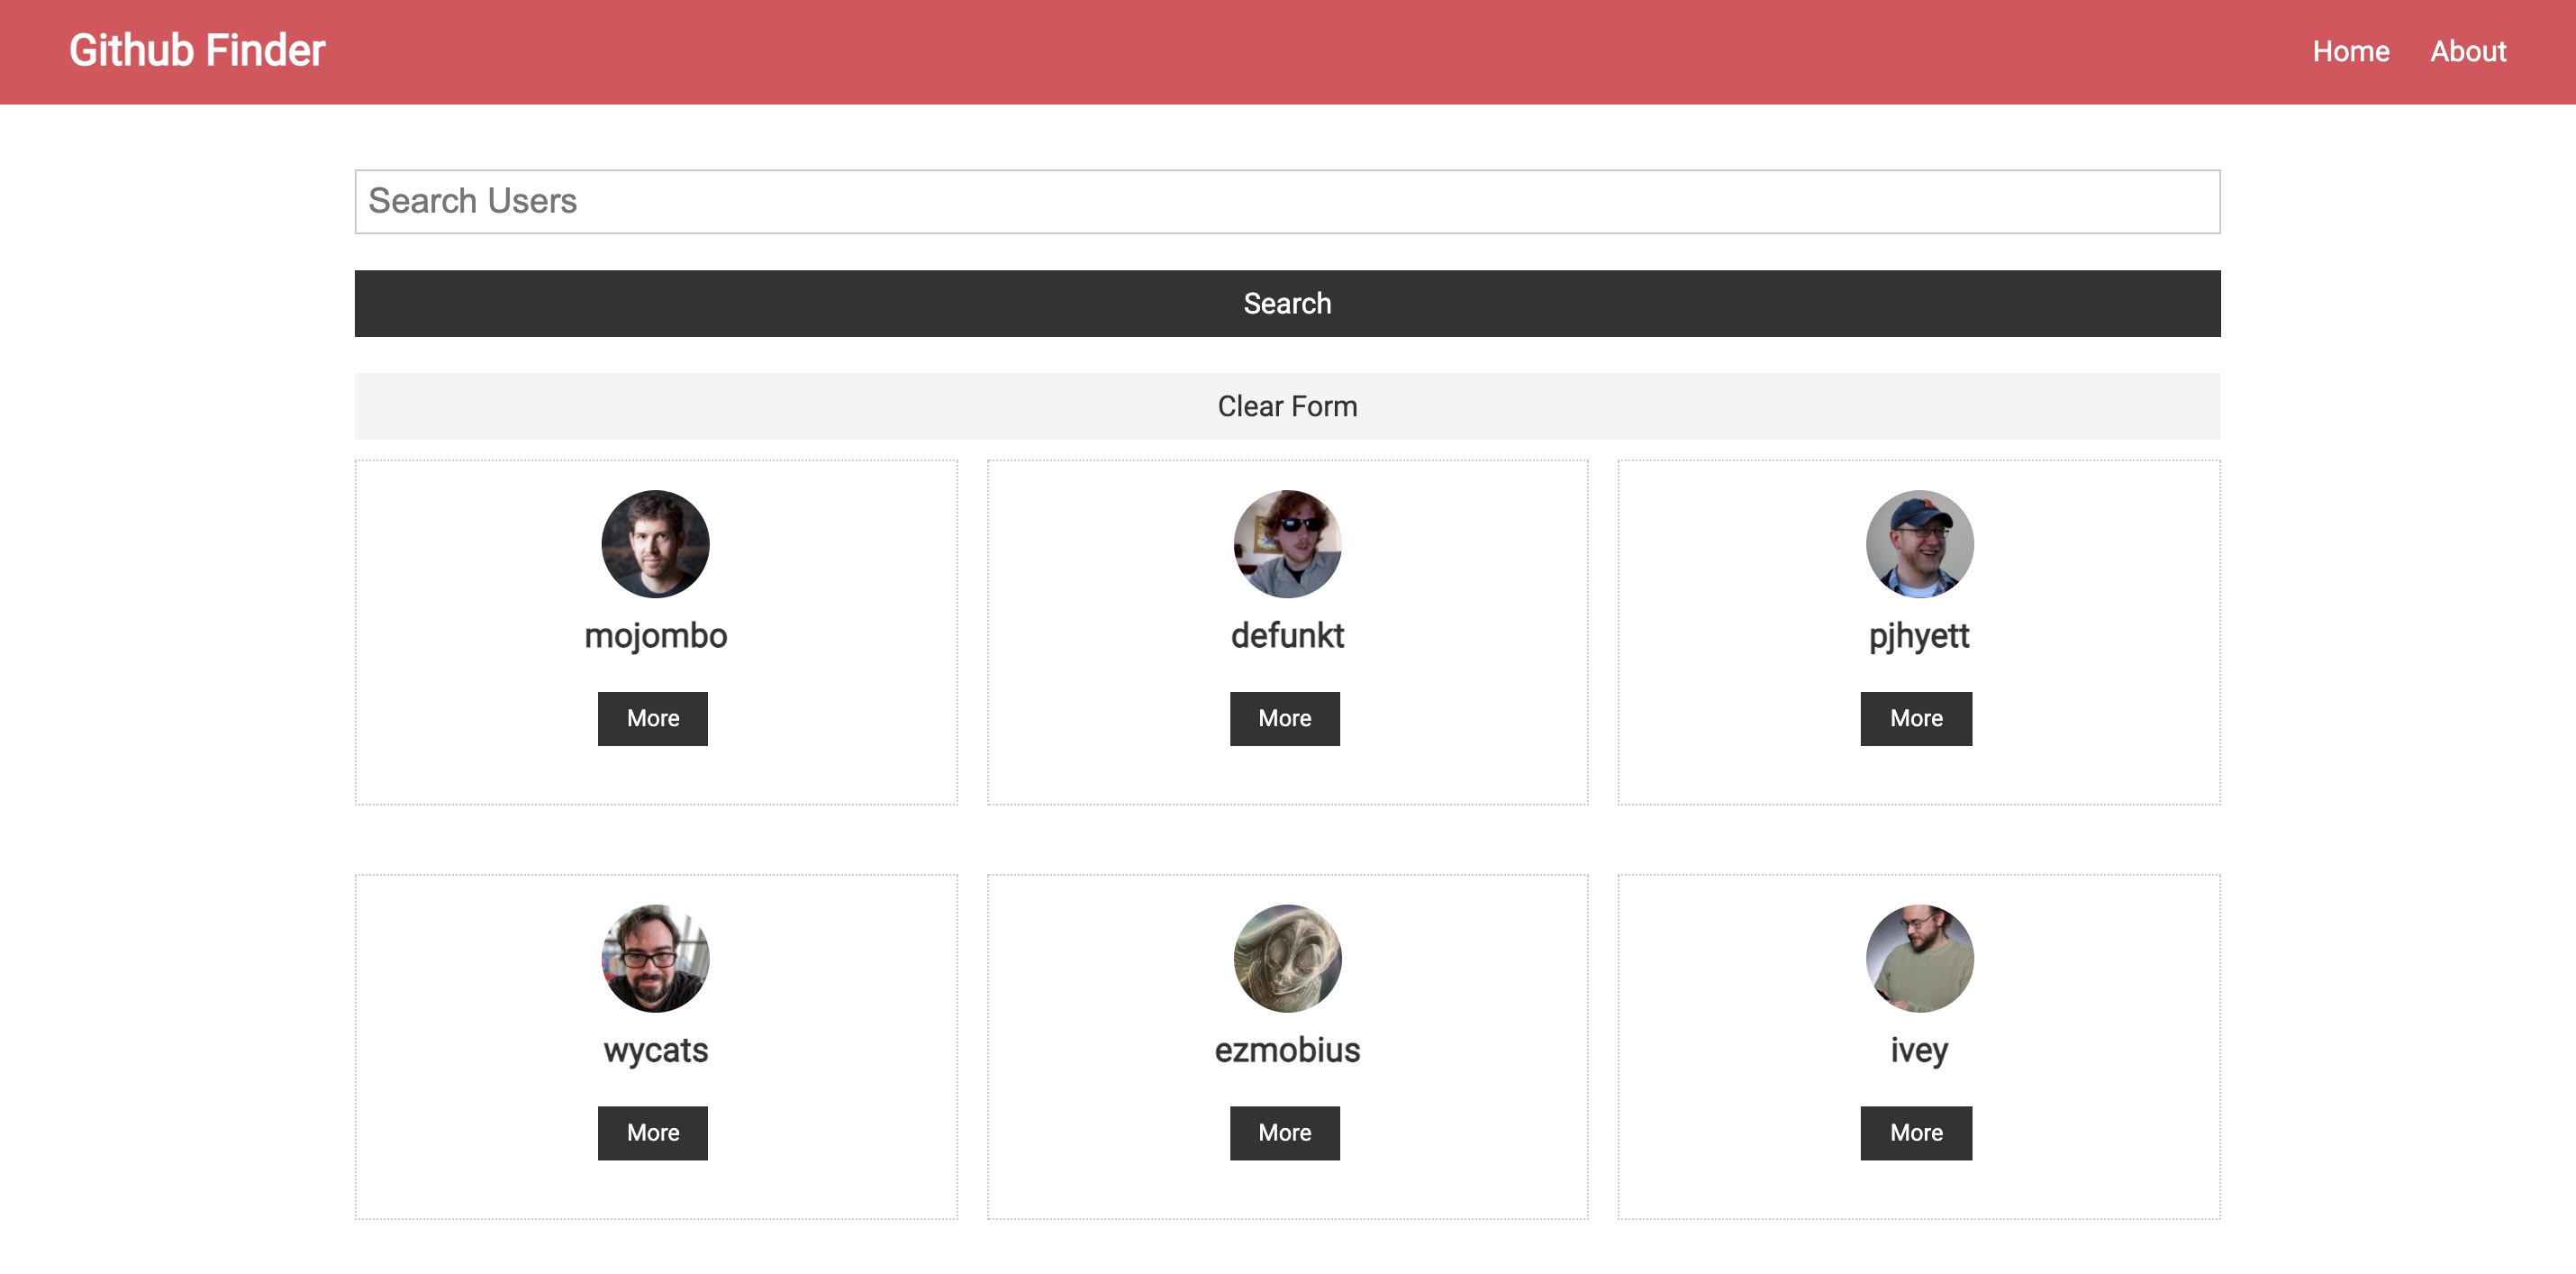 Github Finder
Home About
Search Users
Search
Clear Form
mojombo defunkt pjhyett
More More More
wycats ezmobius ivey
More More More